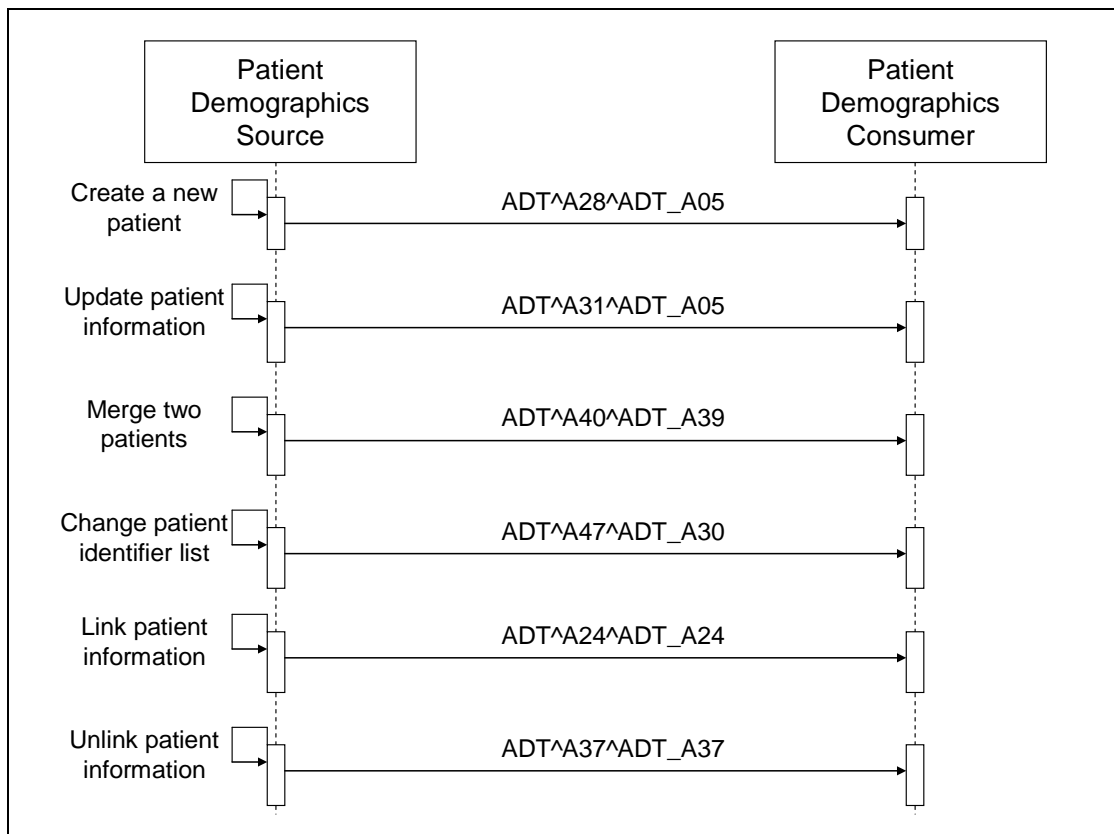 Patient
Demographics
Source
Patient
Demographics
Consumer
Create a new
patient
ADT^A28^ADT_A05
Update patient
information
ADT^A31^ADT_A05
Merge two
patients
ADT^A40^ADT_A39
Change patient
identifier list
ADT^A47^ADT_A30
Link patient
information
ADT^A24^ADT_A24
Unlink patient
information
ADT^A37^ADT_A37